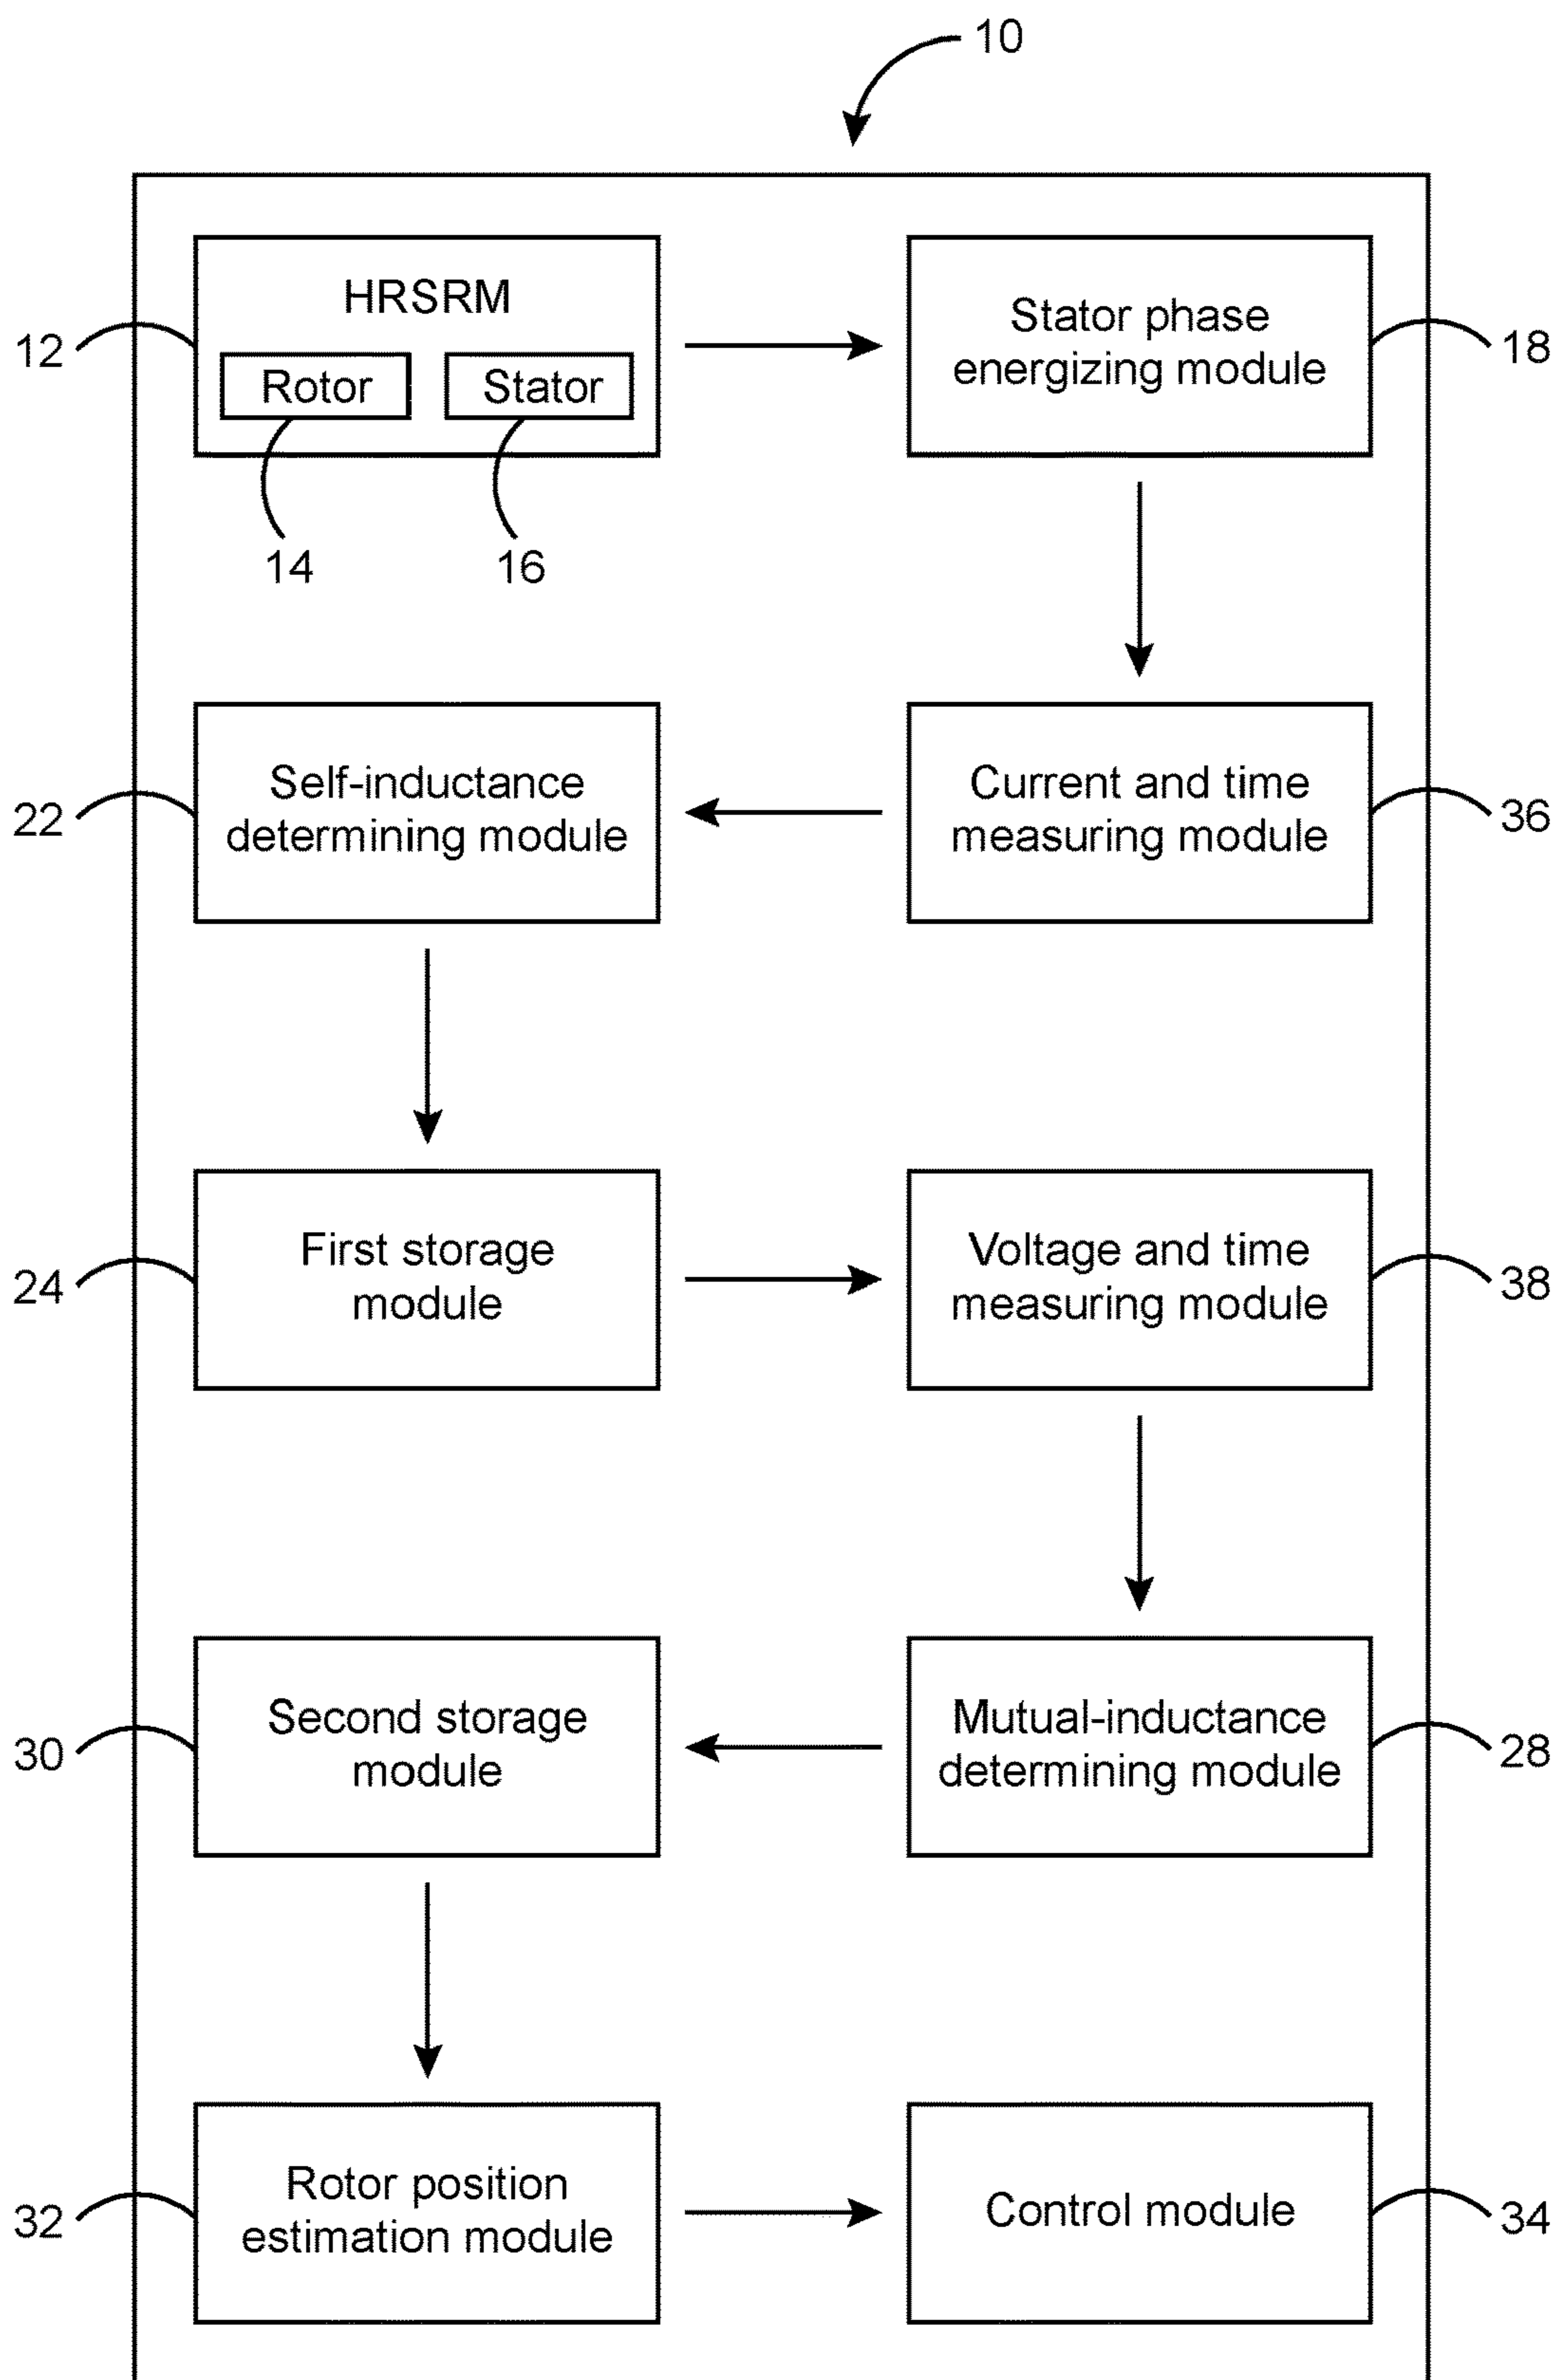 10
HRSRM
Rotor
Stator
12
14
16
Stator phase
energizing module
18
Self-inductance
determining module
22
Current and time
measuring module
36
First storage
module
24
Voltage and time
measuring module
38
Second storage
module
30
Mutual-inductance
determining module
28
Rotor position
estimation module
32
Control module
34